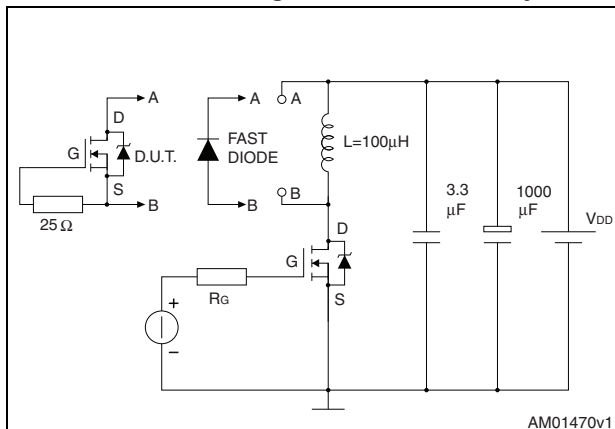 A
D
G
D.U.T.
S
B
25 Ω
A
FAST
DIODE
B
A
L=100μH
B
D
G
S
RG
+
–
3.3
μF
1000
μF
VDD
AM01470v1